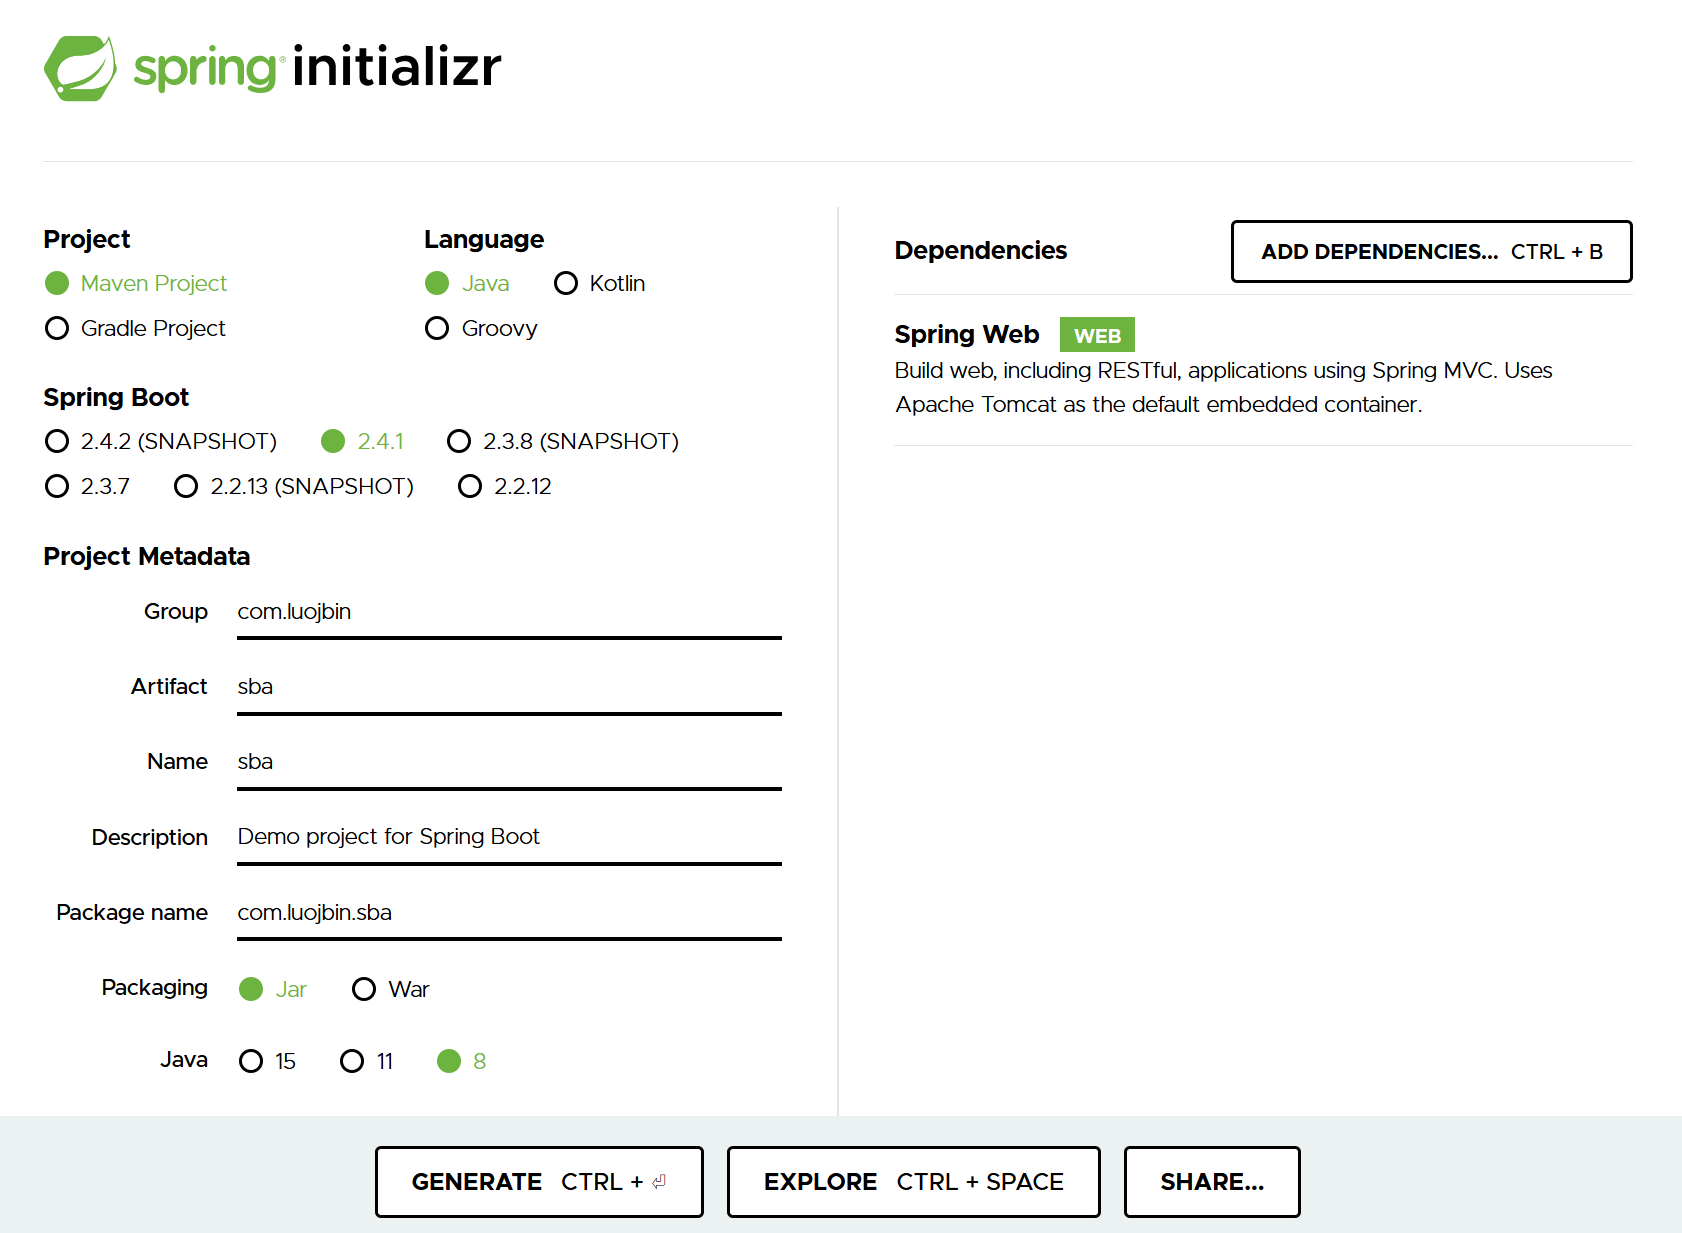 spring® initializr
Project
Maven Project
Gradle Project
Language
Java Kotlin
Groovy
Spring Boot
2.4.2 (SNAPSHOT) 2.4.1 2.3.8 (SNAPSHOT)
2.3.7 2.2.13 (SNAPSHOT) 2.2.12
Project Metadata
Group com.luojbin
Artifact sba
Name sba
Description Demo project for Spring Boot
Package name com.luojbin.sba
Packaging Jar War
Java 15 11 8
Dependencies ADD DEPENDENCIES... CTRL + B
Spring Web WEB
Build web, including RESTful, applications using Spring MVC. Uses
Apache Tomcat as the default embedded container.
GENERATE CTRL + ⏎ EXPLORE CTRL + SPACE SHARE...